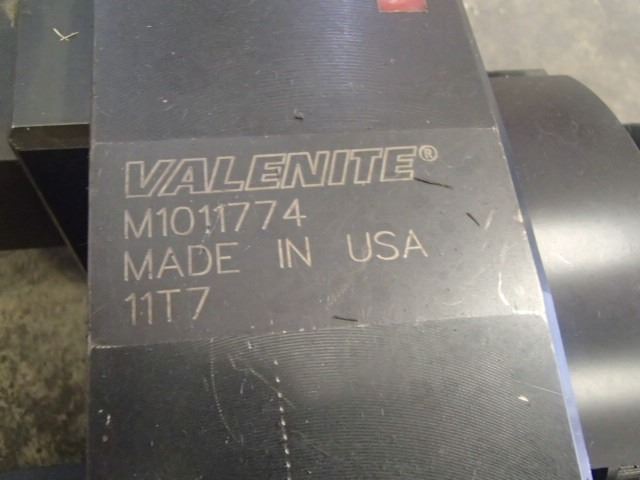 VALENITE®
M1011774
MADE IN USA
11T7